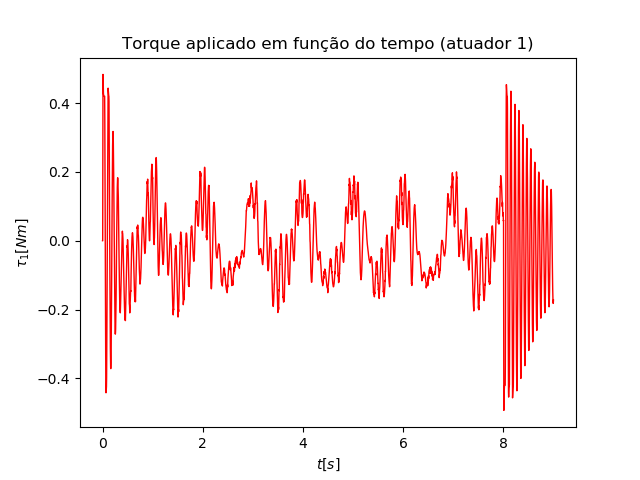 Torque aplicado em função do tempo (atuador 1)
0.4
0.2
0.0
−0.2
−0.4
τ₁[Nm]
0 2 4 6 8
t[s]